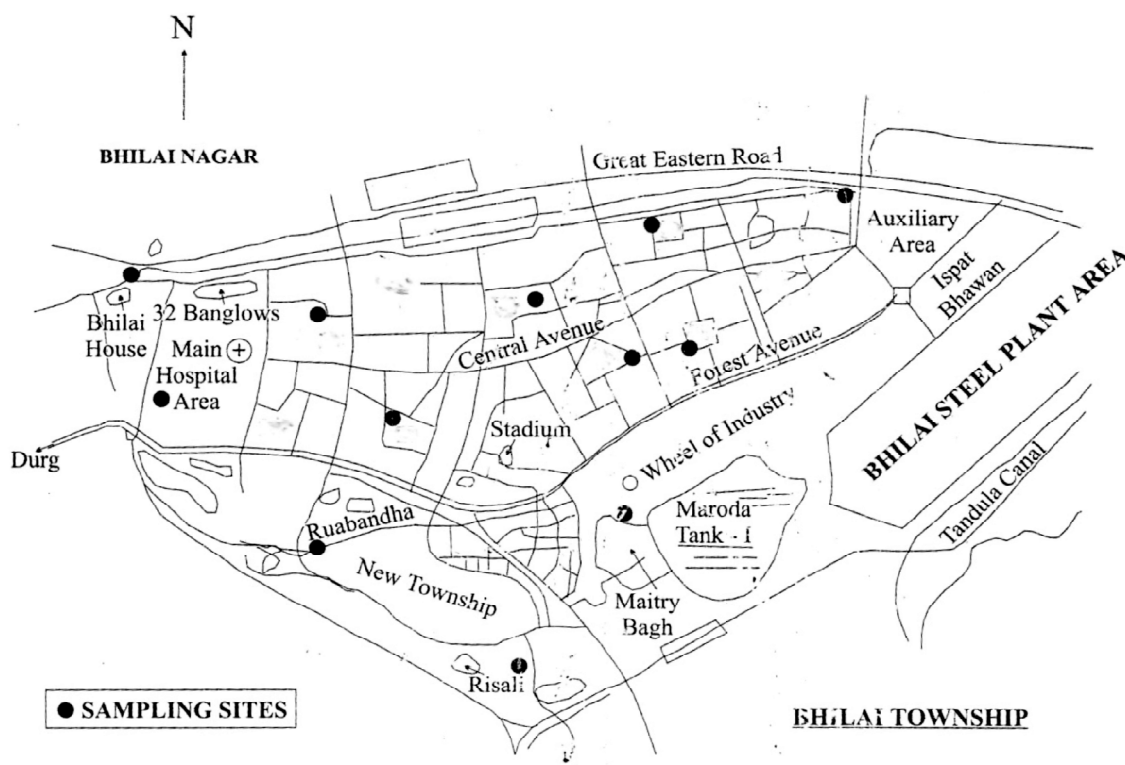 N
BHILAI NAGAR
Great Eastern Road
Auxiliary
Area
Ispat
Bhawan
BHILAI STEEL PLANT AREA
Bhilai
House
32 Banglows
Main
Hospital
Area
Central Avenue
Forest Avenue
Stadium
Wheel of Industry
Durg
Ruabandha
Maroda
Tank - I
Tandula Canal
New Township
Maitry
Bagh
Risali
SAMPLING SITES
BHILAI TOWNSHIP